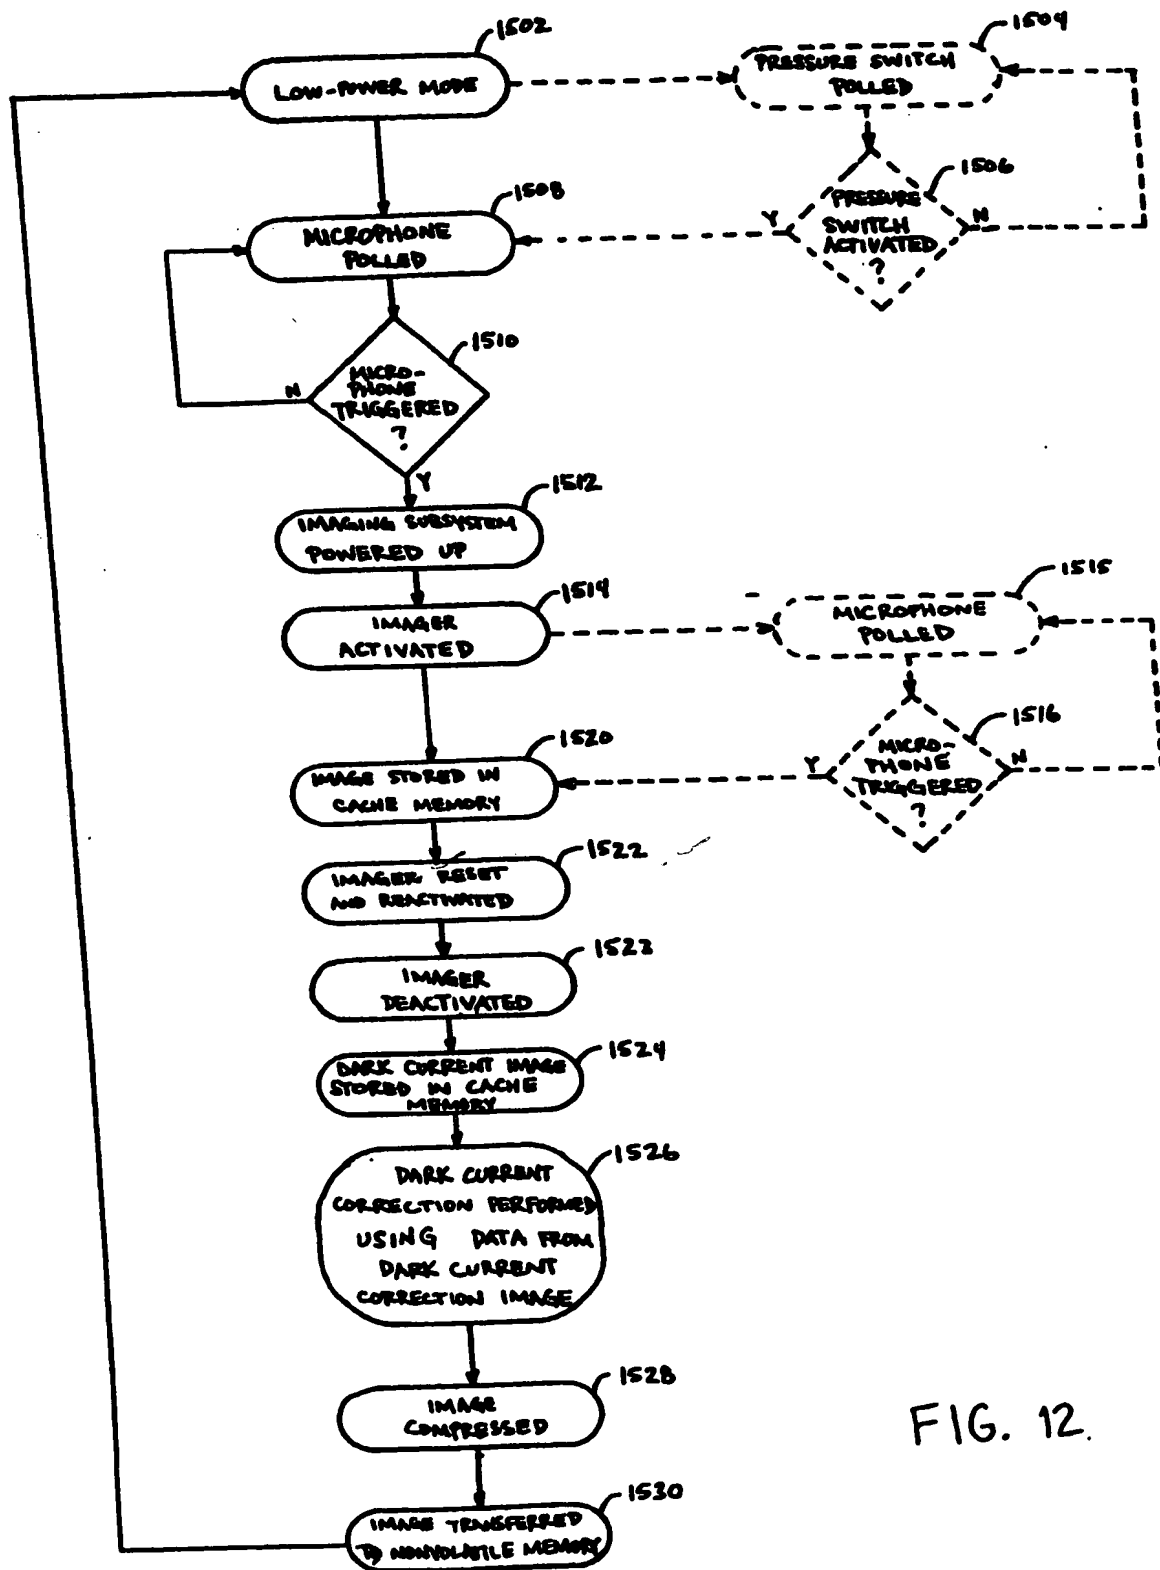 1502
LOW-POWER MODE
1504
PRESSURE SWITCH
POLLED
1506
PRESSURE
SWITCH
ACTIVATED
?
Y
N
1508
MICROPHONE
POLLED
1510
MICRO-
PHONE
TRIGGERED
?
N
Y
1512
IMAGING SUBSYSTEM
POWERED UP
1514
IMAGER
ACTIVATED
1515
MICROPHONE
POLLED
1516
MICRO-
PHONE
TRIGGERED
?
Y
N
1520
IMAGE STORED IN
CACHE MEMORY
1522
IMAGER RESET
AND REACTIVATED
1523
IMAGER
DEACTIVATED
1524
DARK CURRENT IMAGE
STORED IN CACHE
MEMORY
1526
DARK CURRENT
CORRECTION PERFORMED
USING DATA FROM
DARK CURRENT
CORRECTION IMAGE
1528
IMAGE
COMPRESSED
1530
IMAGE TRANSFERRED
TO NONVOLATILE MEMORY
FIG. 12.